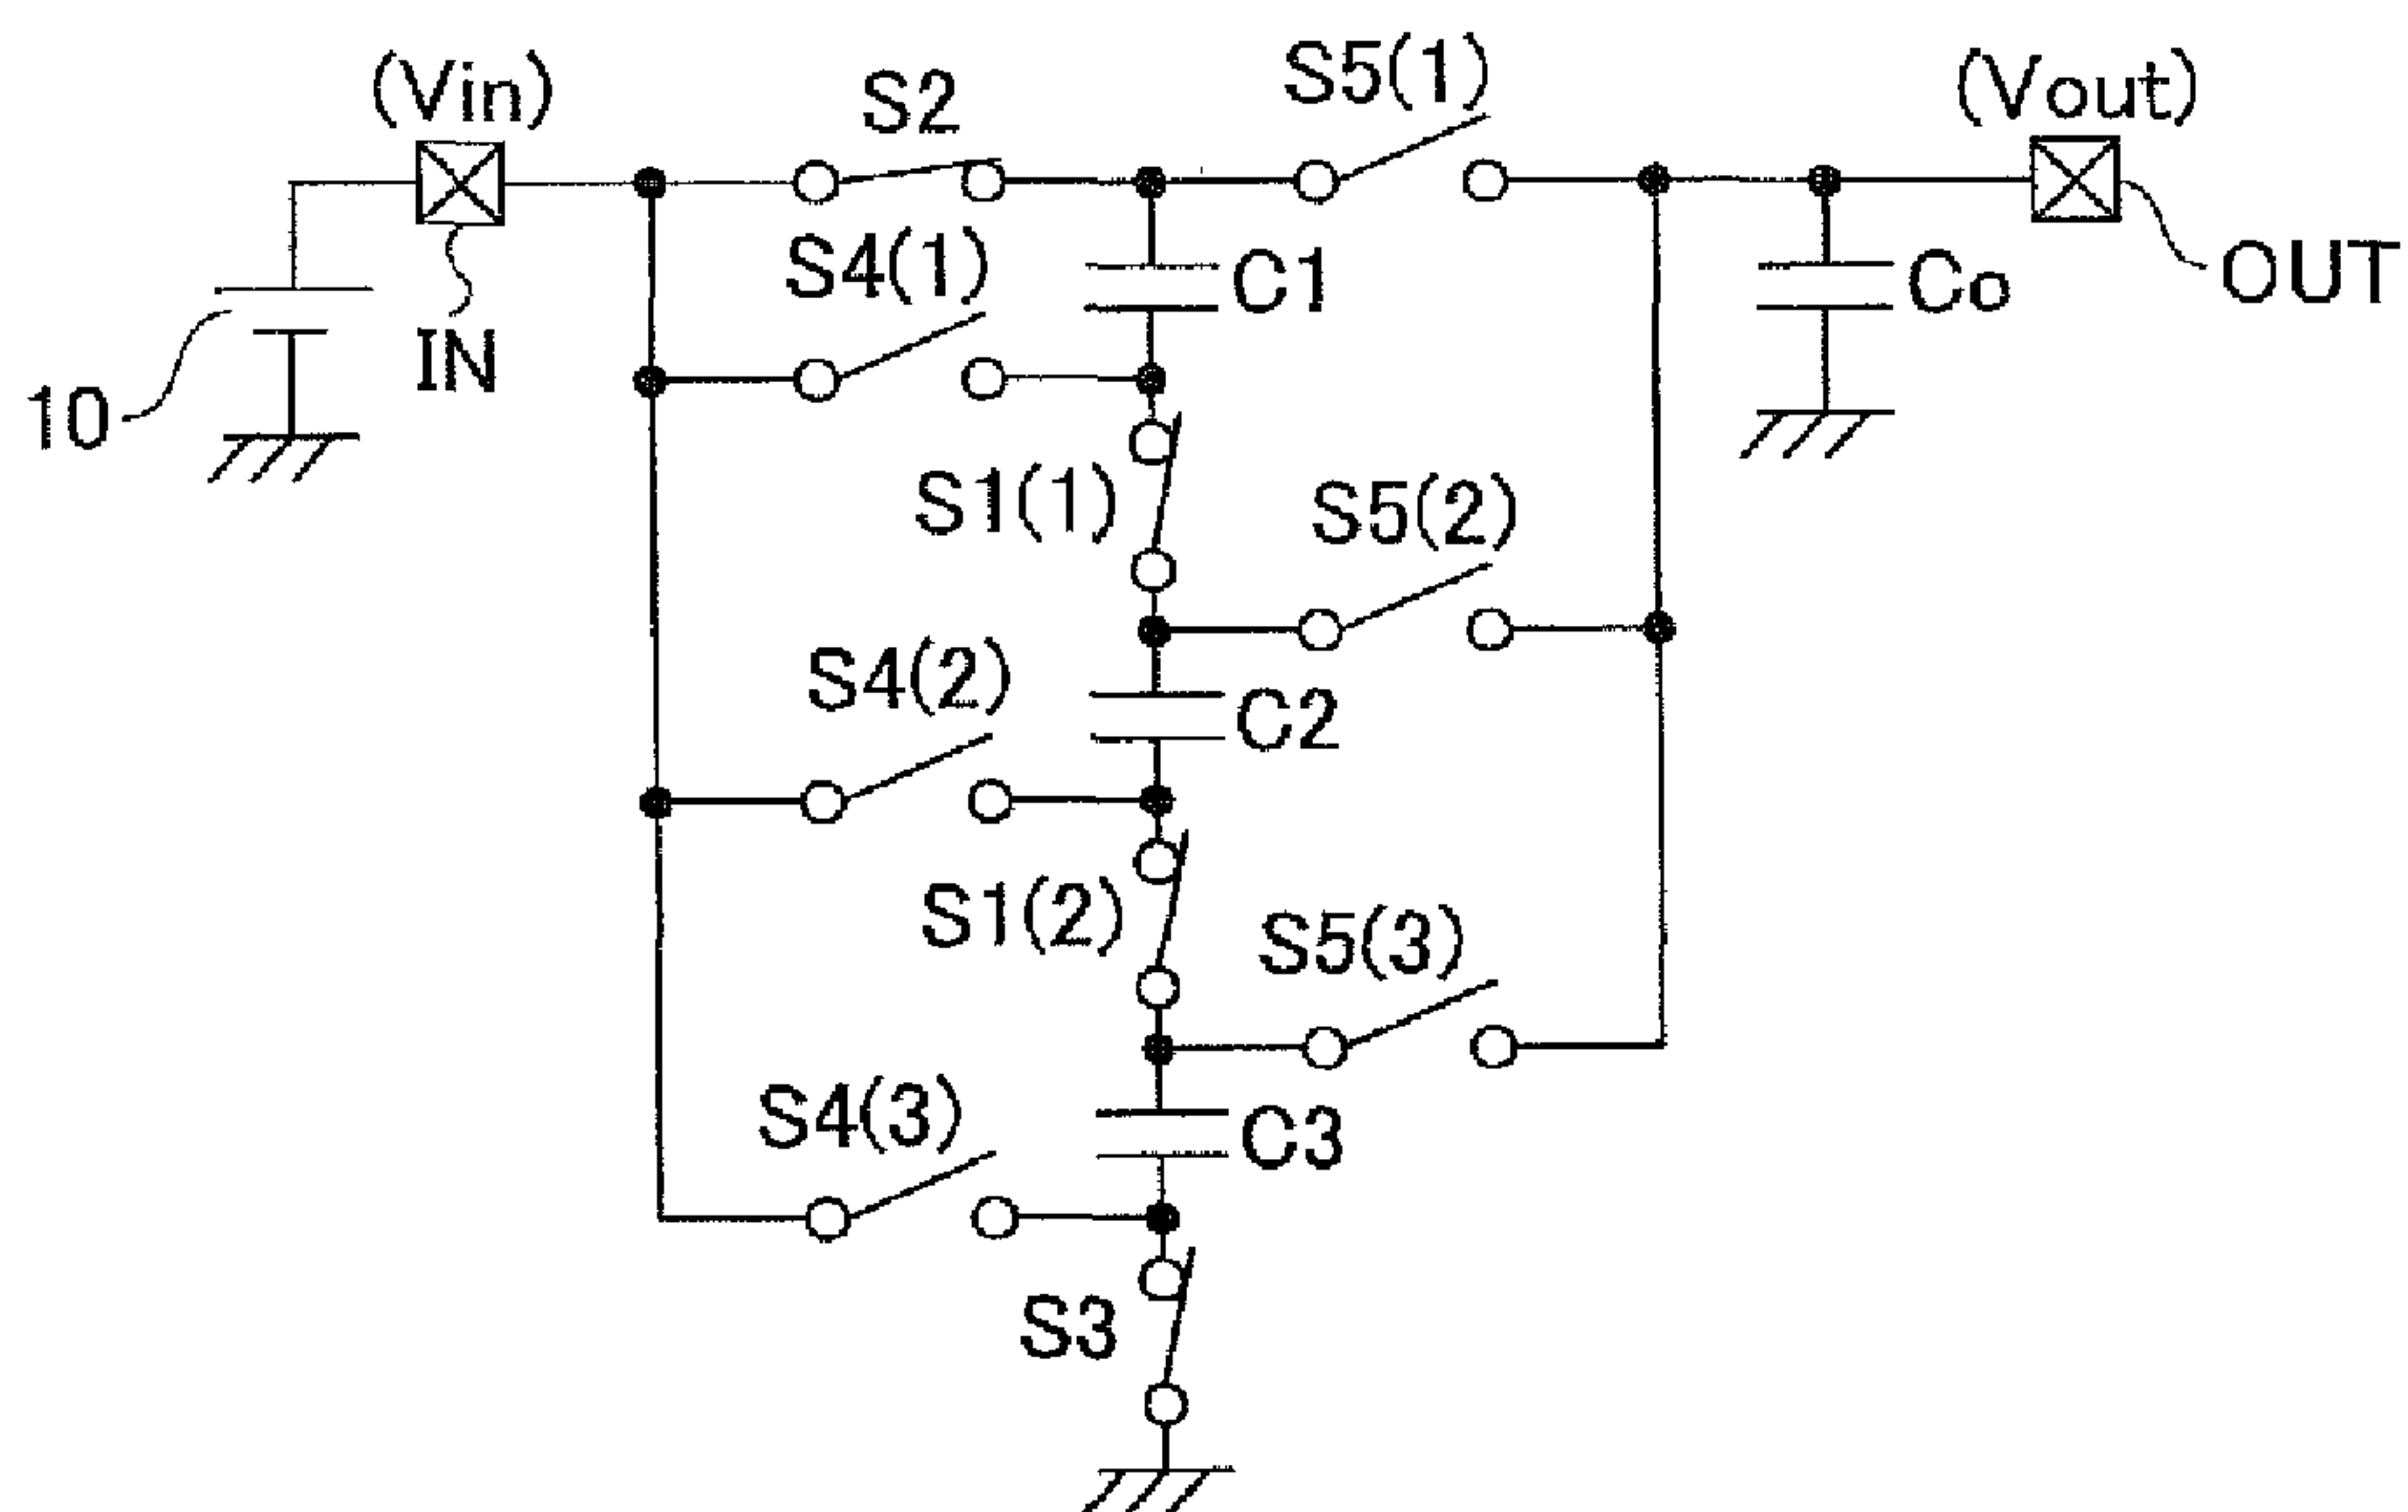 (Vin)
S2
S5(1)
(Vout)
S4(1)
C1
Co
OUT
IN
10
S1(1)
S5(2)
S4(2)
C2
S1(2)
S5(3)
S4(3)
C3
S3